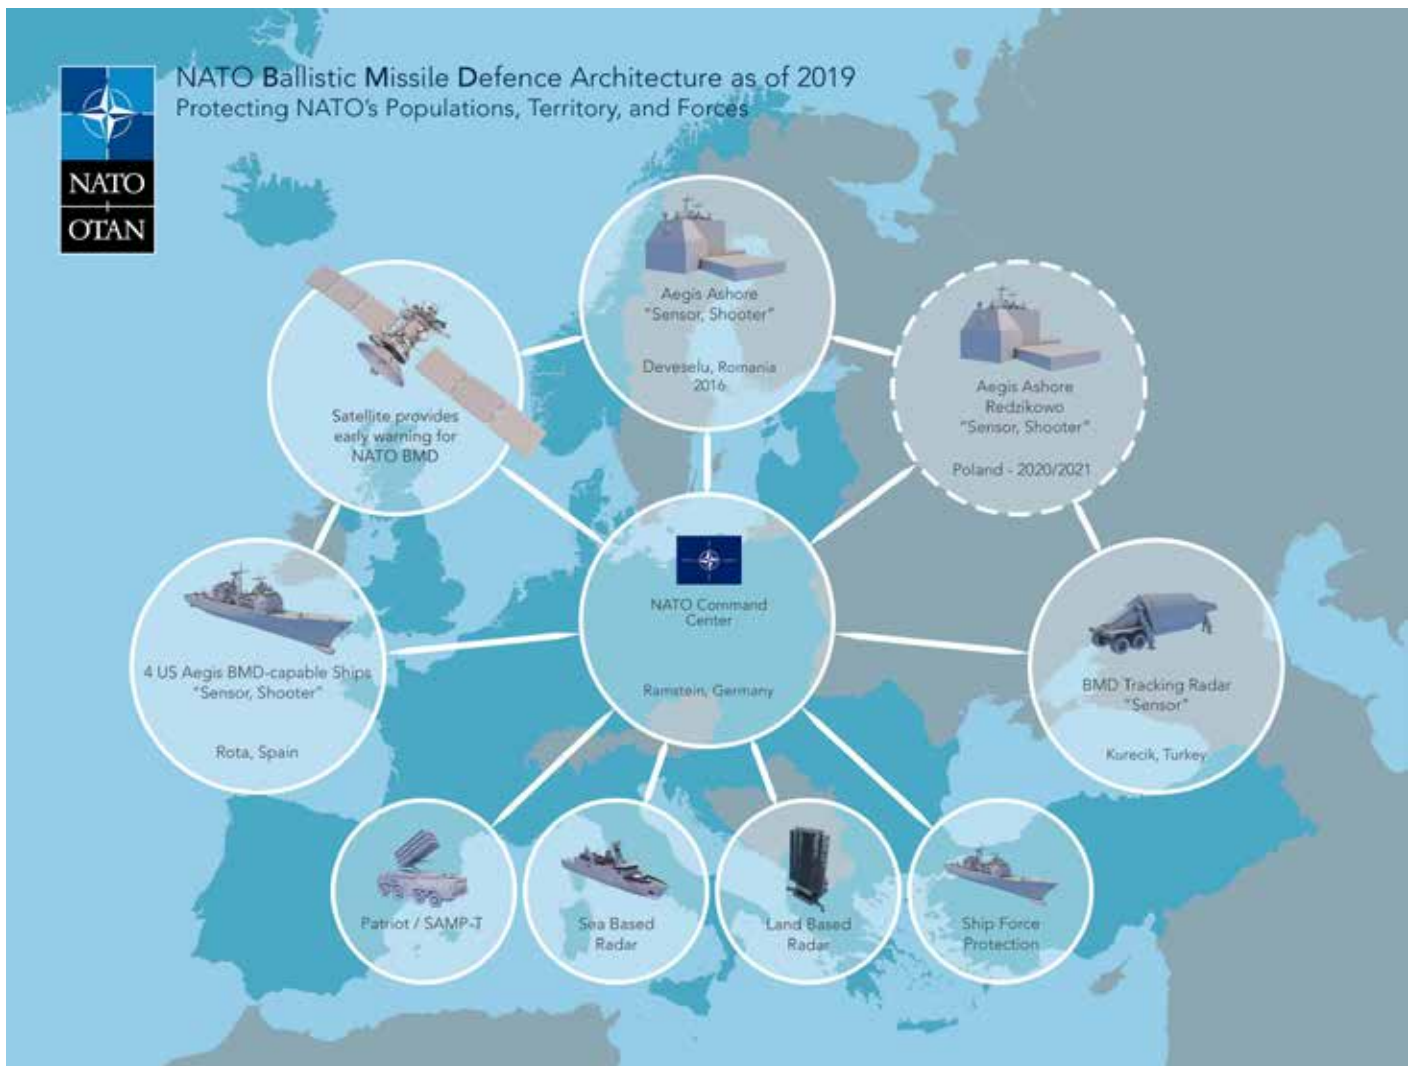 NATO Ballistic Missile Defence Architecture as of 2019
Protecting NATO's Populations, Territory, and Forces
NATO
OTAN
Aegis Ashore
"Sensor, Shooter"
Deveselu, Romania
2016
Satellite provides
early warning for
NATO BMD
Aegis Ashore
Redzikowo
"Sensor, Shooter"
Poland - 2020/2021
NATO Command
Center
Ramstein, Germany
4 US Aegis BMD-capable Ships
"Sensor, Shooter"
Rota, Spain
BMD Tracking Radar
"Sensor"
Kurecik, Turkey
Patriot / SAMP-T
Sea Based
Radar
Land Based
Radar
Ship Force
Protection